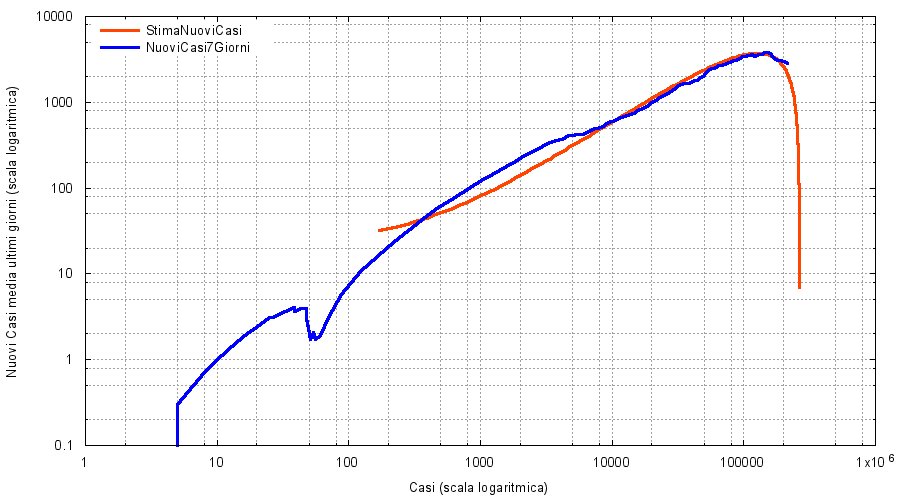 10000
StimaNuoviCasi
NuoviCasi7Giorni
1000
100
10
1
0.1
Nuovi Casi media ultimi giorni (scala logaritmica)
1
10
100
1000
10000
100000
1x10 6
Casi (scala logaritmica)